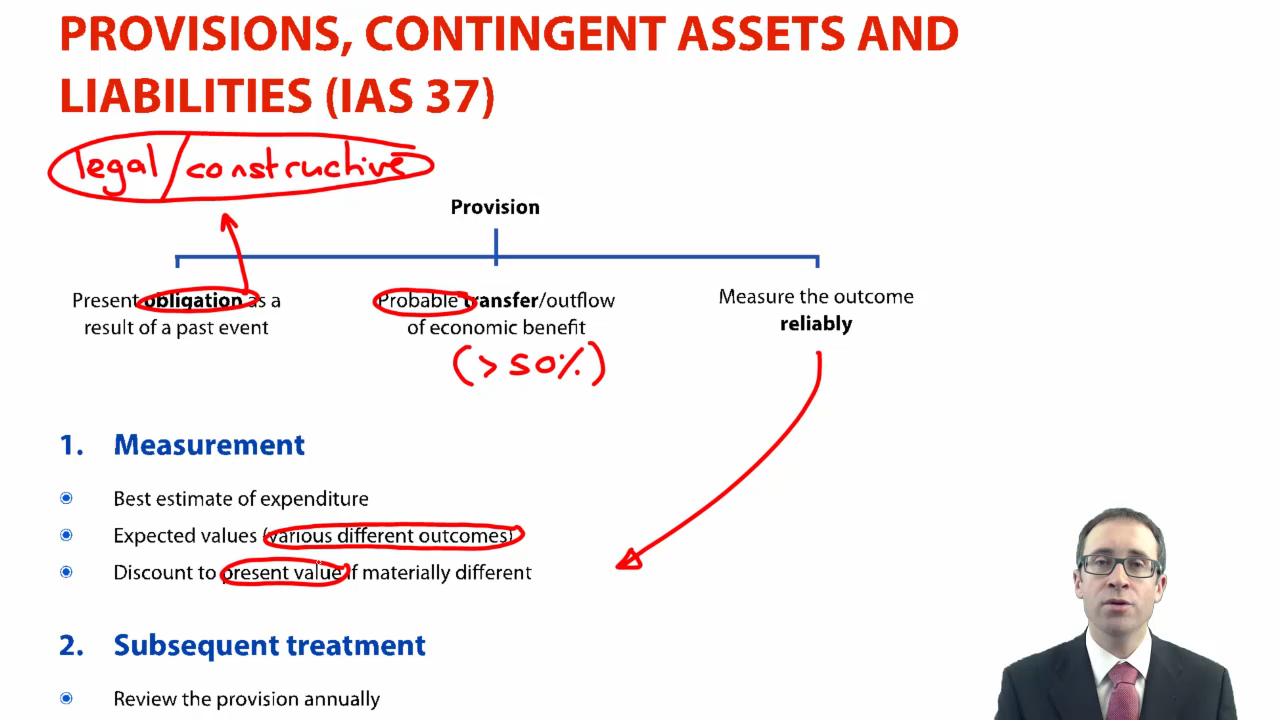 PROVISIONS, CONTINGENT ASSETS AND
LIABILITIES (IAS 37)
legal/constructive
Provision
Present obligation as a
result of a past event
Probable transfer/outflow
of economic benefit
(>50%)
Measure the outcome
reliably
1. Measurement
Best estimate of expenditure
Expected values (various different outcomes)
Discount to present value if materially different
2. Subsequent treatment
Review the provision annually